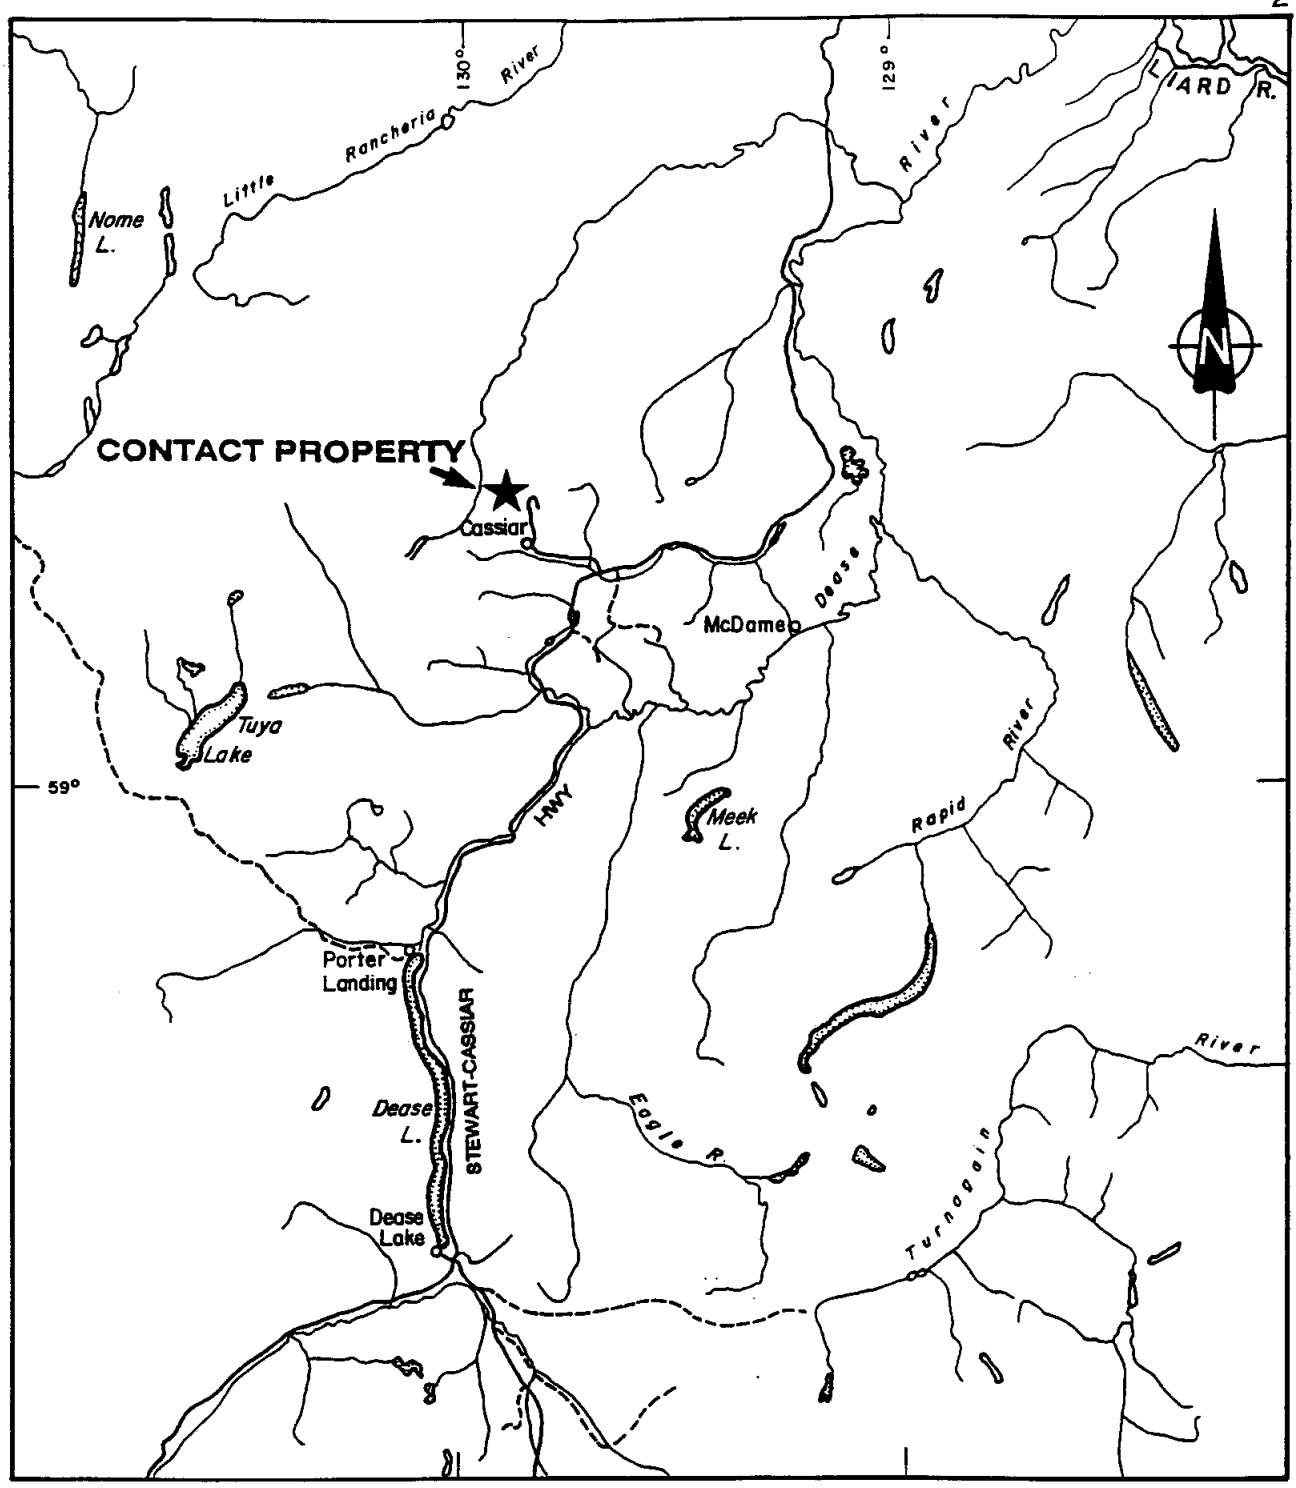 2
130°
129°
Little Rancheria River
River
LIARD R.
Nome
L.
N
CONTACT PROPERTY
Cassiar
Dease
McDame
Tuya
Lake
59°
HWY
Meek
L.
Rapid River
Porter
Landing
STEWART-CASSIAR
Dease
L.
Eagle R.
Turnagain River
Dease
Lake